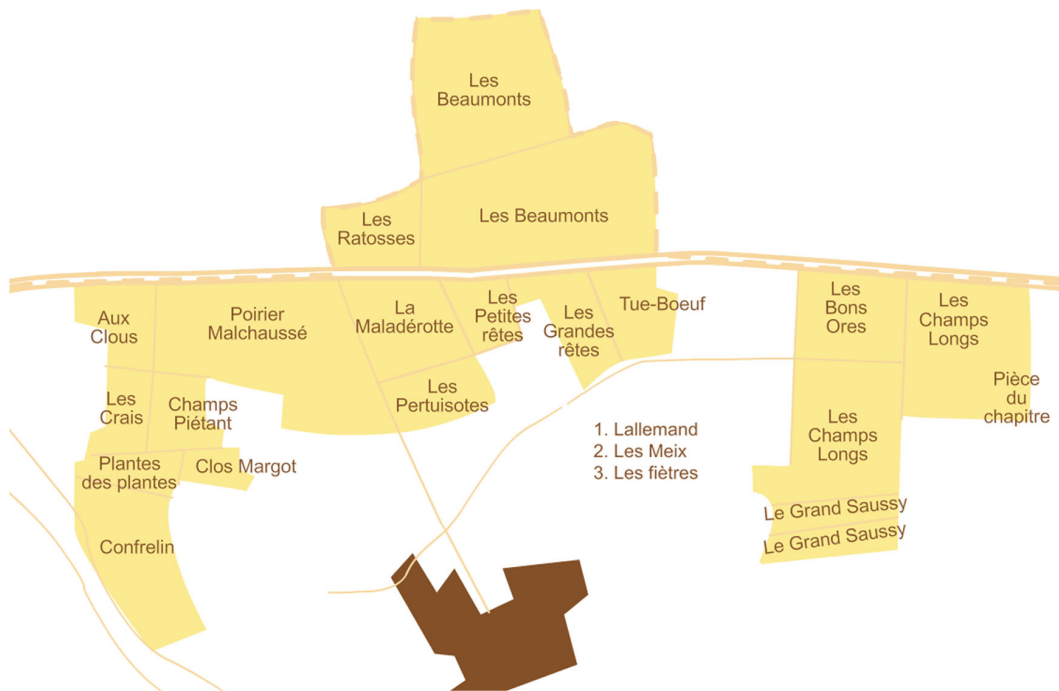 Les
Beaumonts
Les Beaumonts
Les
Ratosses
Aux
Clous
Poirier
Malchaussé
La
Maladérotte
Les
Petites
rêtes
Les
Grandes
rêtes
Tue-Boeuf
Les
Bons
Ores
Les
Champs
Longs
Pièce
du
chapitre
Les
Crais
Champs
Piétant
Les
Pertuisotes
Les
Champs
Longs
1. Lallemand
2. Les Meix
3. Les fiètres
Plantes
des plantes
Clos Margot
Le Grand Saussy
Le Grand Saussy
Confrelin